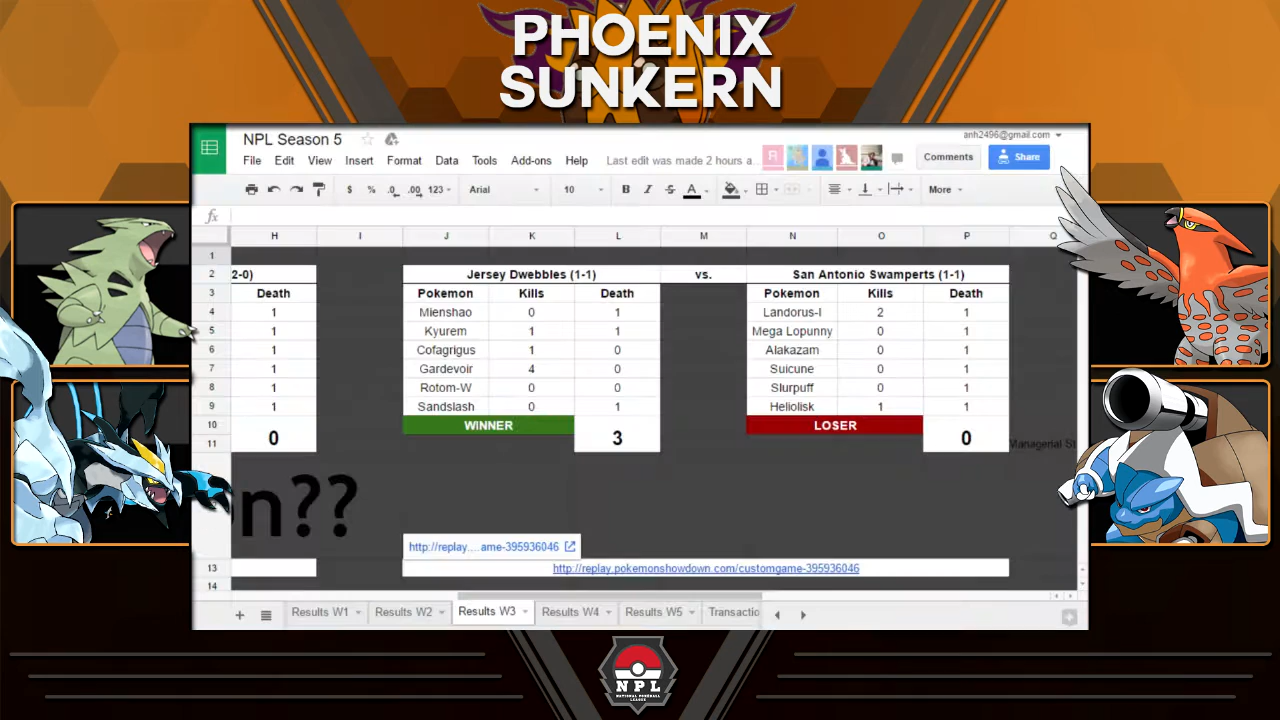 PHOENIX
SUNKERN
NPL Season 5
anh2496@gmail.com
File Edit View Insert Format Data Tools Add-ons Help Last edit was made 2 hours a...
R Comments Share
$ % .0 .00 123 Arial 10 B I S A More
fx
H I J K L M N O P Q
1
2 2-0) Jersey Dwebbles (1-1) vs. San Antonio Swamperts (1-1)
3 Death Pokemon Kills Death Pokemon Kills Death
4 1 Mienshao 0 1 Landorus-I 2 1
5 1 Kyurem 1 1 Mega Lopunny 0 1
6 1 Cofagrigus 1 0 Alakazam 0 1
7 1 Gardevoir 4 0 Suicune 0 1
8 1 Rotom-W 0 0 Slurpuff 0 1
9 1 Sandslash 0 1 Heliolisk 1 1
10 WINNER LOSER
11 0 3 0 Managerial St
on??
http://replay....ame-395936046
13 http://replay.pokemonshowdown.com/customgame-395936046
14
Results W1 Results W2 Results W3 Results W4 Results W5 Transactio
NPL